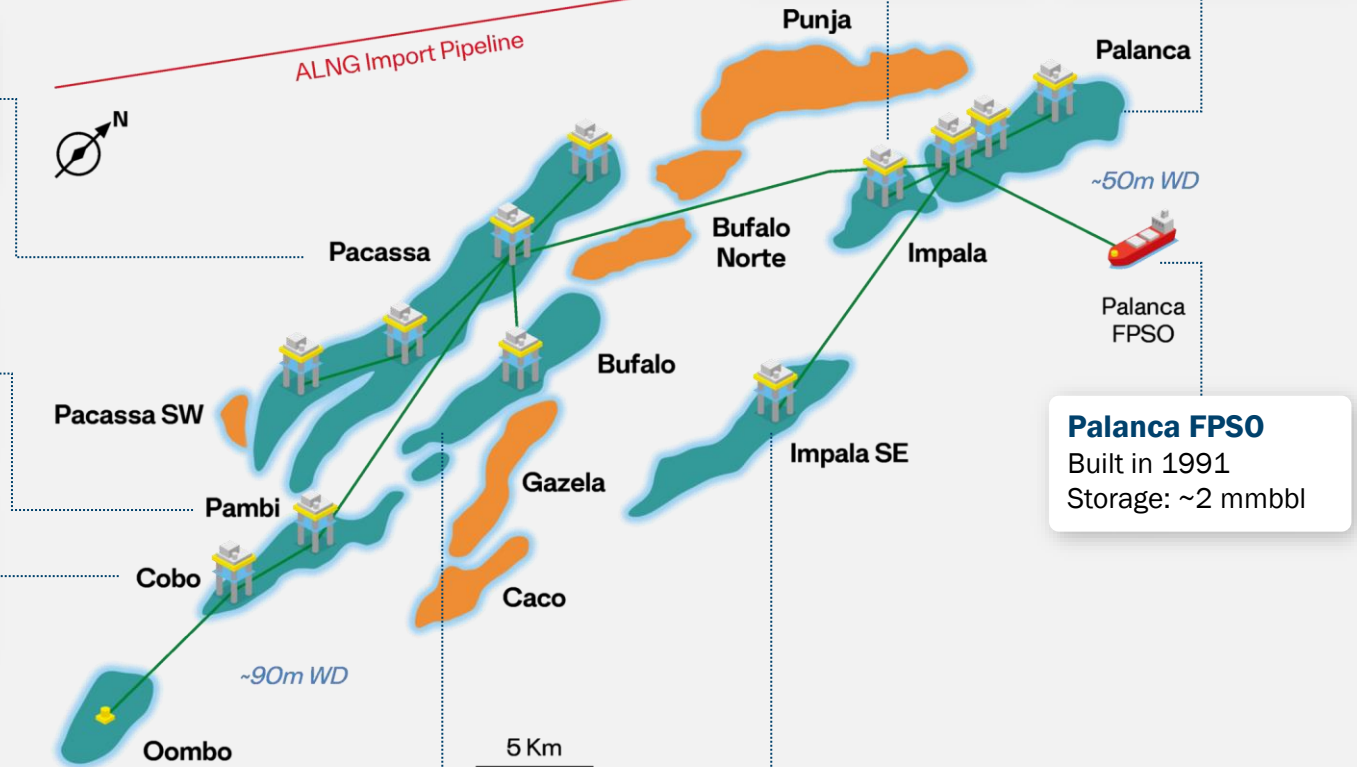 Punja
Palanca
ALNG Import Pipeline
N
~50m WD
Pacassa
Bufalo
Norte
Impala
Palanca
FPSO
Bufalo
Pacassa SW
Palanca FPSO
Built in 1991
Storage: ~2 mmbbl
Impala SE
Gazela
Pambi
Cobo
Caco
~90m WD
Oombo
5 Km